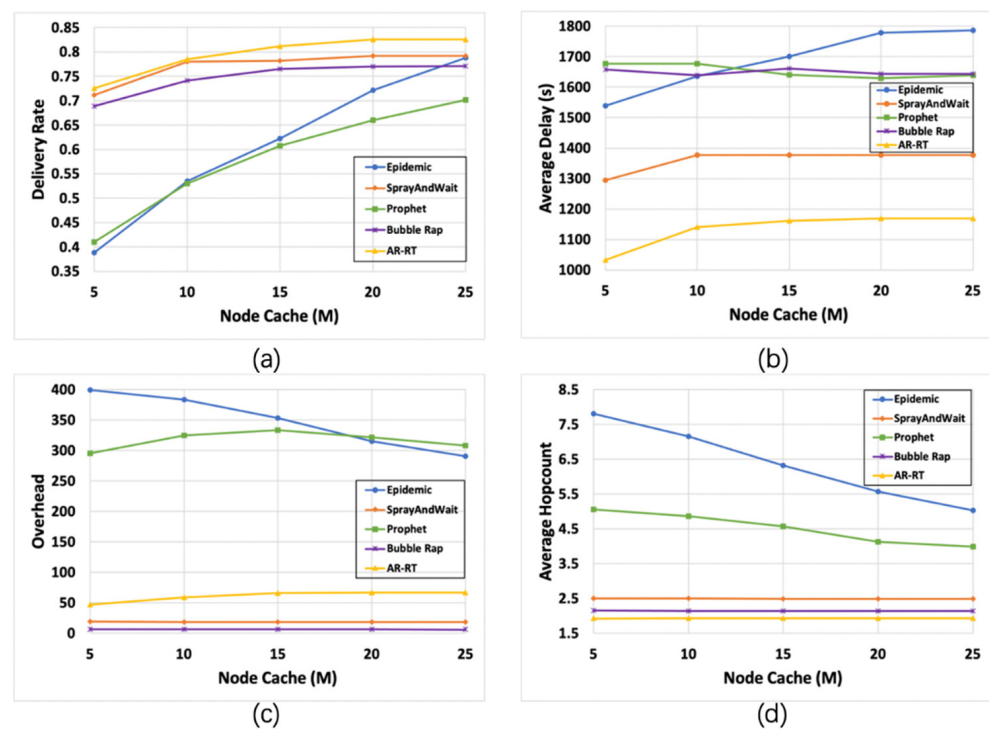 0.85
0.8
0.75
0.7
0.65
0.6
0.55
0.5
0.45
0.4
0.35
Delivery Rate
5 10 15 20 25
Node Cache (M)
Epidemic
SprayAndWait
Prophet
Bubble Rap
AR-RT
(a)
1800
1700
1600
1500
1400
1300
1200
1100
1000
Average Delay (s)
5 10 15 20 25
Node Cache (M)
Epidemic
SprayAndWait
Prophet
Bubble Rap
AR-RT
(b)
400
350
300
250
200
150
100
50
0
Overhead
5 10 15 20 25
Node Cache (M)
Epidemic
SprayAndWait
Prophet
Bubble Rap
AR-RT
(c)
8.5
7.5
6.5
5.5
4.5
3.5
2.5
1.5
Average Hopcount
5 10 15 20 25
Node Cache (M)
Epidemic
SprayAndWait
Prophet
Bubble Rap
AR-RT
(d)